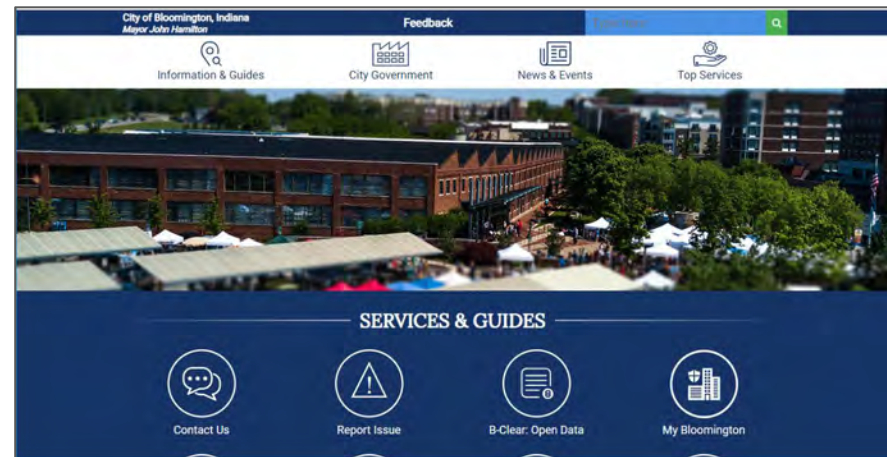 City of Bloomington, Indiana
Mayor John Hamilton
Feedback
Information & Guides
City Government
News & Events
Top Services
SERVICES & GUIDES
Contact Us
Report Issue
B-Clear: Open Data
My Bloomington